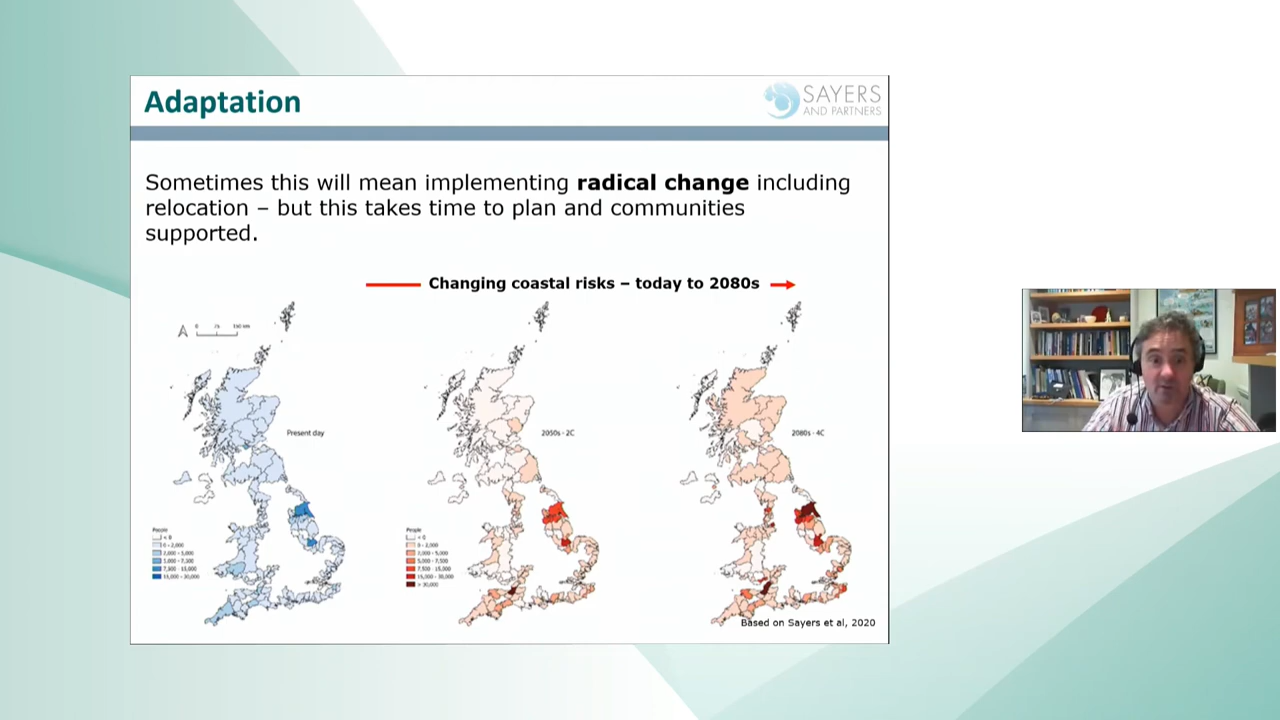 Adaptation
SAYERS
AND PARTNERS
Sometimes this will mean implementing radical change including
relocation – but this takes time to plan and communities
supported.
Changing coastal risks – today to 2080s
Present day
2050s - 2C
2080s - 4C
People
People
> 30,000
Based on Sayers et al, 2020